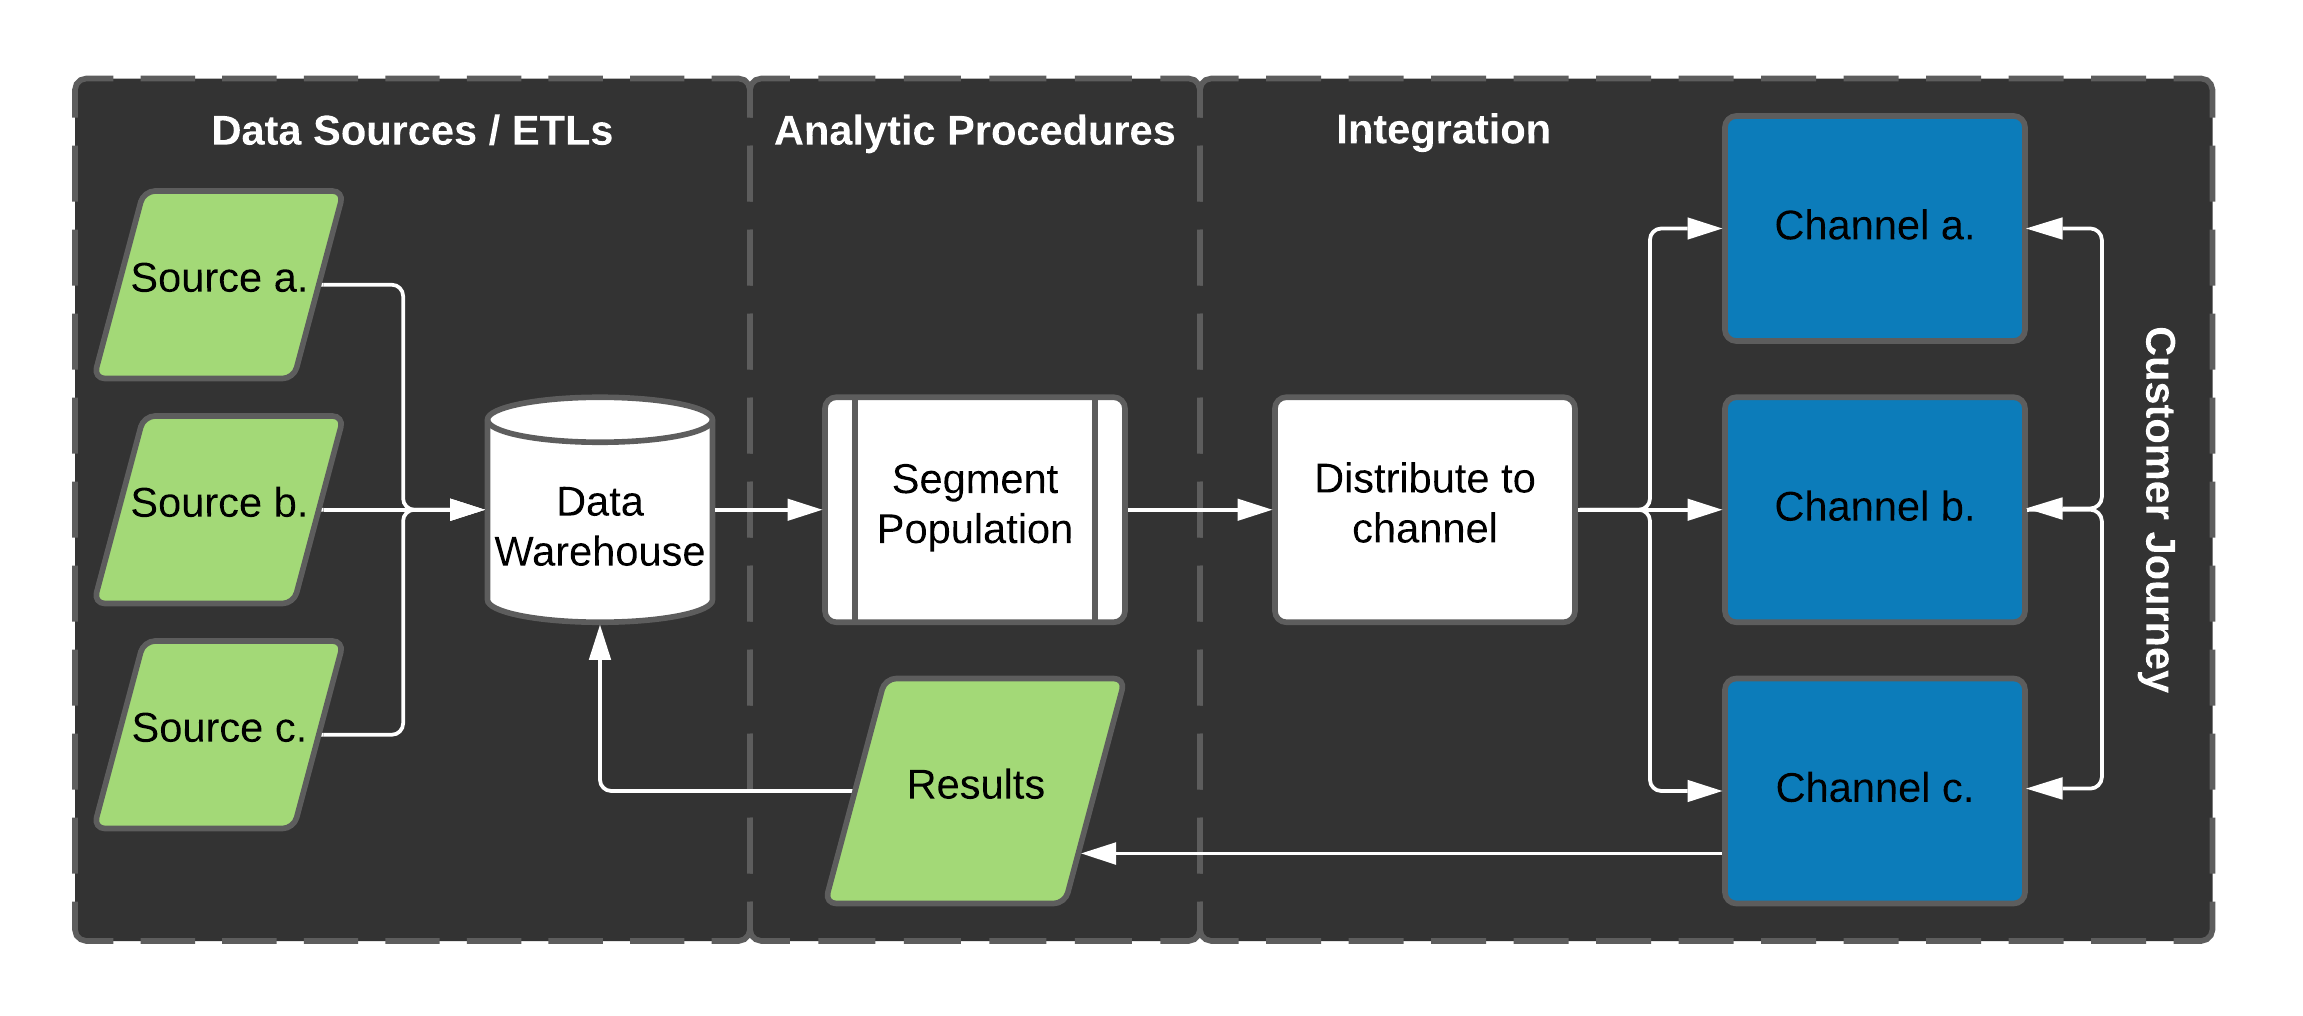 Data Sources / ETLs
Analytic Procedures
Integration
Source a.
Source b.
Source c.
Data
Warehouse
Segment
Population
Results
Distribute to
channel
Channel a.
Channel b.
Channel c.
Customer Journey